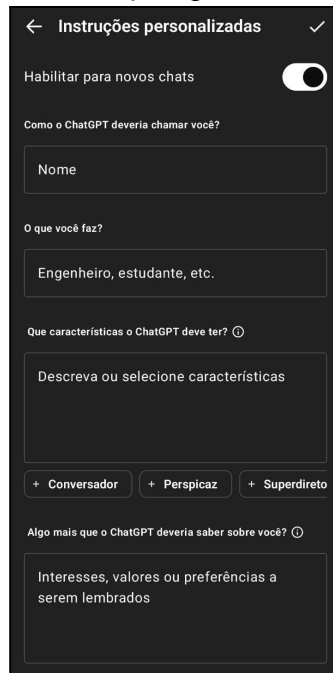 Instruções personalizadas
Habilitar para novos chats
Como o ChatGPT deveria chamar você?
Nome
O que você faz?
Engenheiro, estudante, etc.
Que características o ChatGPT deve ter?
Descreva ou selecione características
+ Conversador + Perspicaz + Superdireto
Algo mais que o ChatGPT deveria saber sobre você?
Interesses, valores ou preferências a
serem lembrados